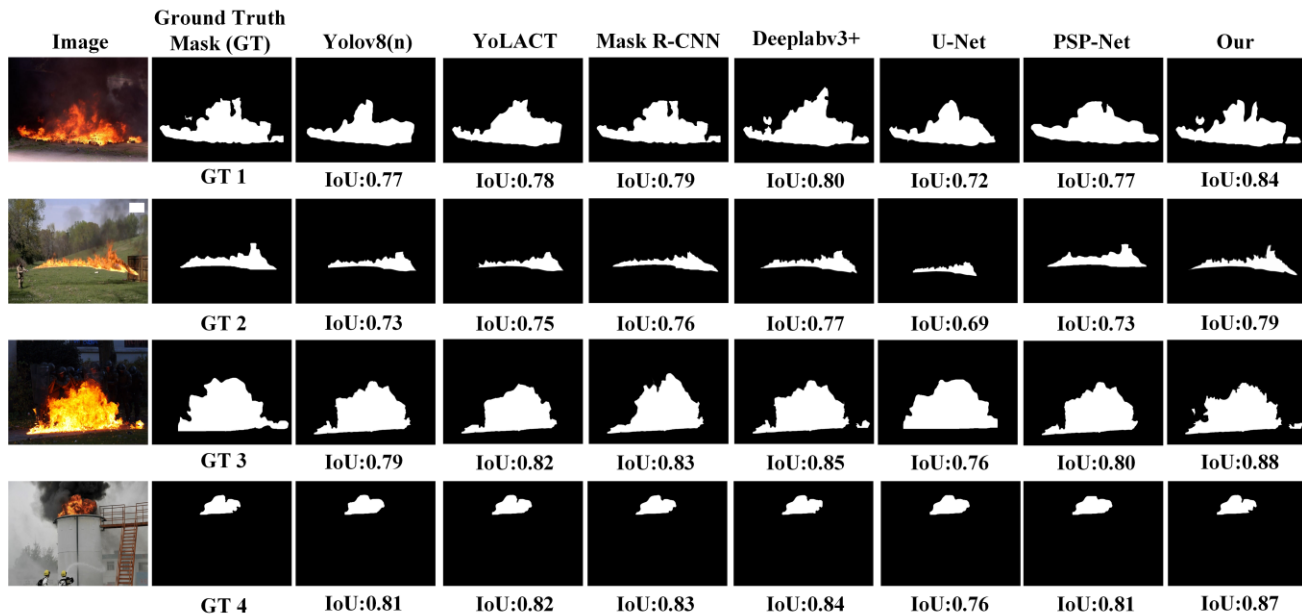 Image Ground Truth Mask (GT) Yolov8(n) YoLACT Mask R-CNN Deeplabv3+ U-Net PSP-Net Our
GT 1 IoU:0.77 IoU:0.78 IoU:0.79 IoU:0.80 IoU:0.72 IoU:0.77 IoU:0.84
GT 2 IoU:0.73 IoU:0.75 IoU:0.76 IoU:0.77 IoU:0.69 IoU:0.73 IoU:0.79
GT 3 IoU:0.79 IoU:0.82 IoU:0.83 IoU:0.85 IoU:0.76 IoU:0.80 IoU:0.88
GT 4 IoU:0.81 IoU:0.82 IoU:0.83 IoU:0.84 IoU:0.76 IoU:0.81 IoU:0.87